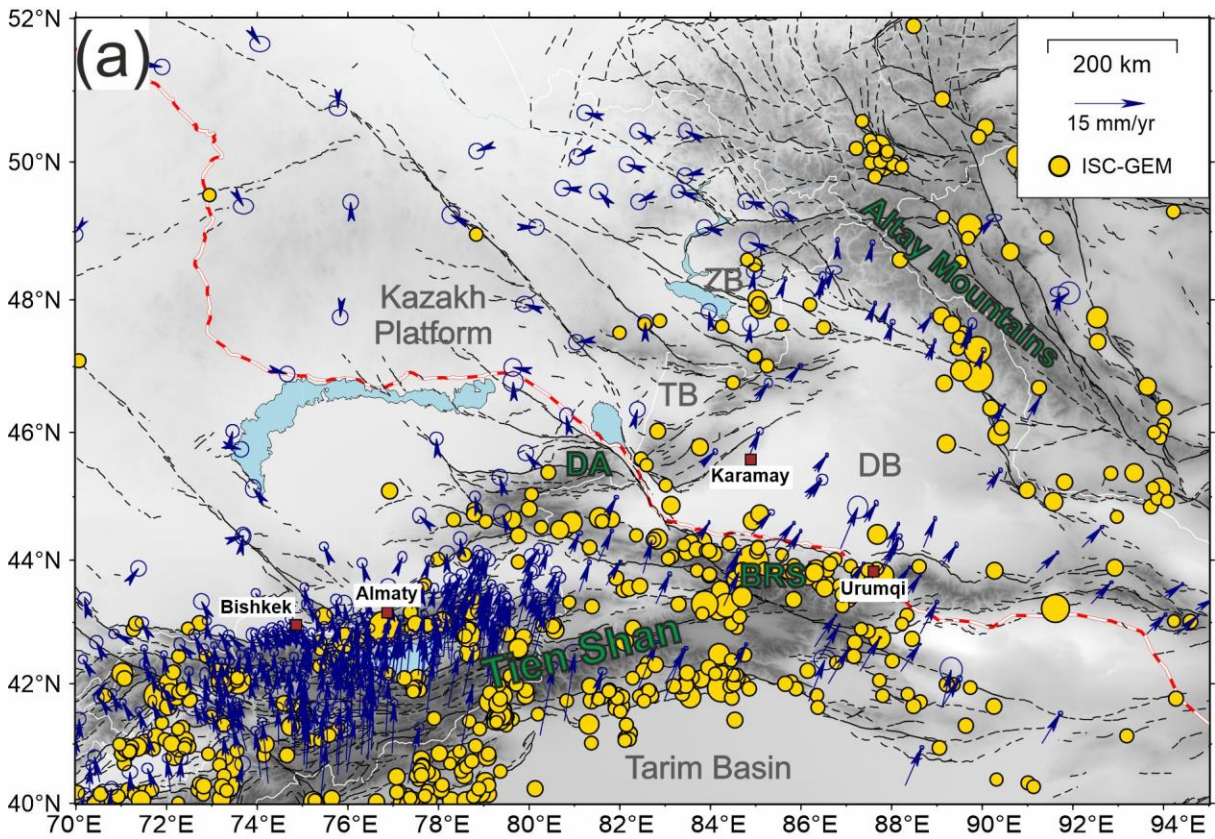 (a)
52°N
50°N
48°N
46°N
44°N
42°N
40°N
200 km
15 mm/yr
ISC-GEM
Altay Mountains
ZB
Kazakh
Platform
TB
DA
Karamay
DB
BRS
Urumqi
Almaty
Bishkek
Tien Shan
Tarim Basin
70°E
72°E
74°E
76°E
78°E
80°E
82°E
84°E
86°E
88°E
90°E
92°E
94°E